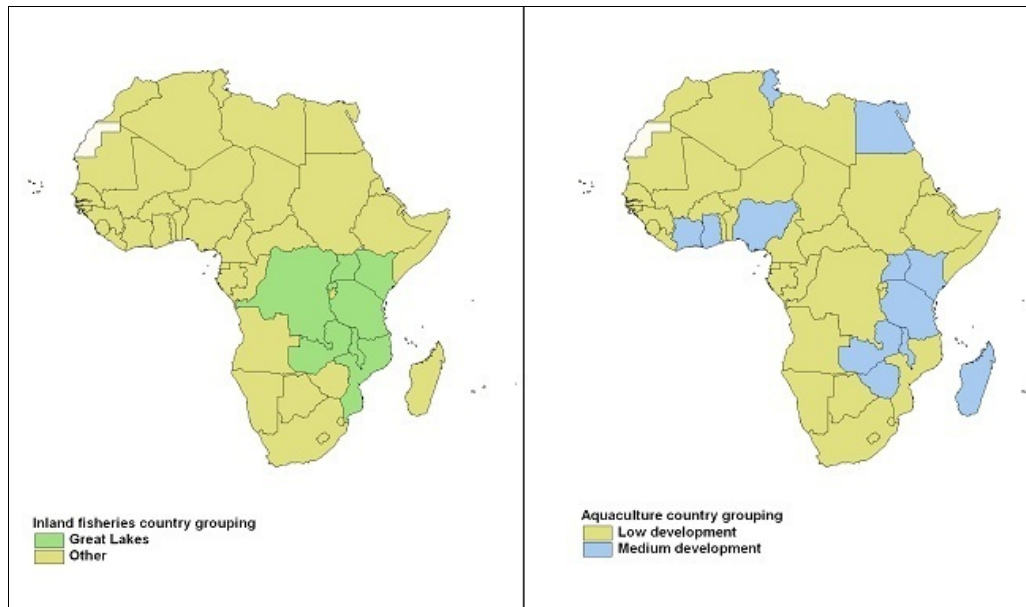 Inland fisheries country grouping
Great Lakes
Other
Aquaculture country grouping
Low development
Medium development